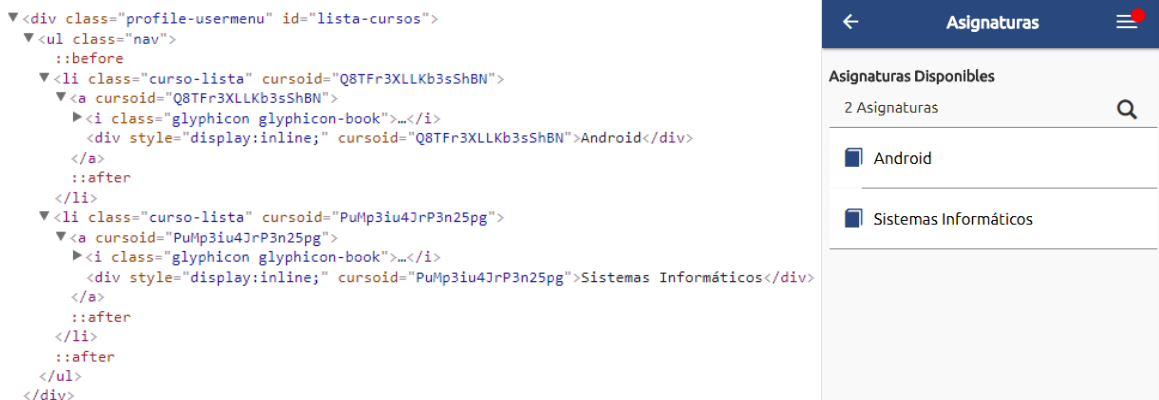 ▼<div class="profile-usermenu" id="lista-cursos">
▼<ul class="nav">
::before
▼<li class="curso-lista" cursoid="Q8TFr3XLLKb3sShBN">
▼<a cursoid="Q8TFr3XLLKb3sShBN">
▶<i class="glyphicon glyphicon-book">…</i>
<div style="display:inline;" cursoid="Q8TFr3XLLKb3sShBN">Android</div>
</a>
::after
</li>
▼<li class="curso-lista" cursoid="PuMp3iu4JrP3n25pg">
▼<a cursoid="PuMp3iu4JrP3n25pg">
▶<i class="glyphicon glyphicon-book">…</i>
<div style="display:inline;" cursoid="PuMp3iu4JrP3n25pg">Sistemas Informáticos</div>
</a>
::after
</li>
::after
</ul>
</div>
Asignaturas
Asignaturas Disponibles
2 Asignaturas
Android
Sistemas Informáticos